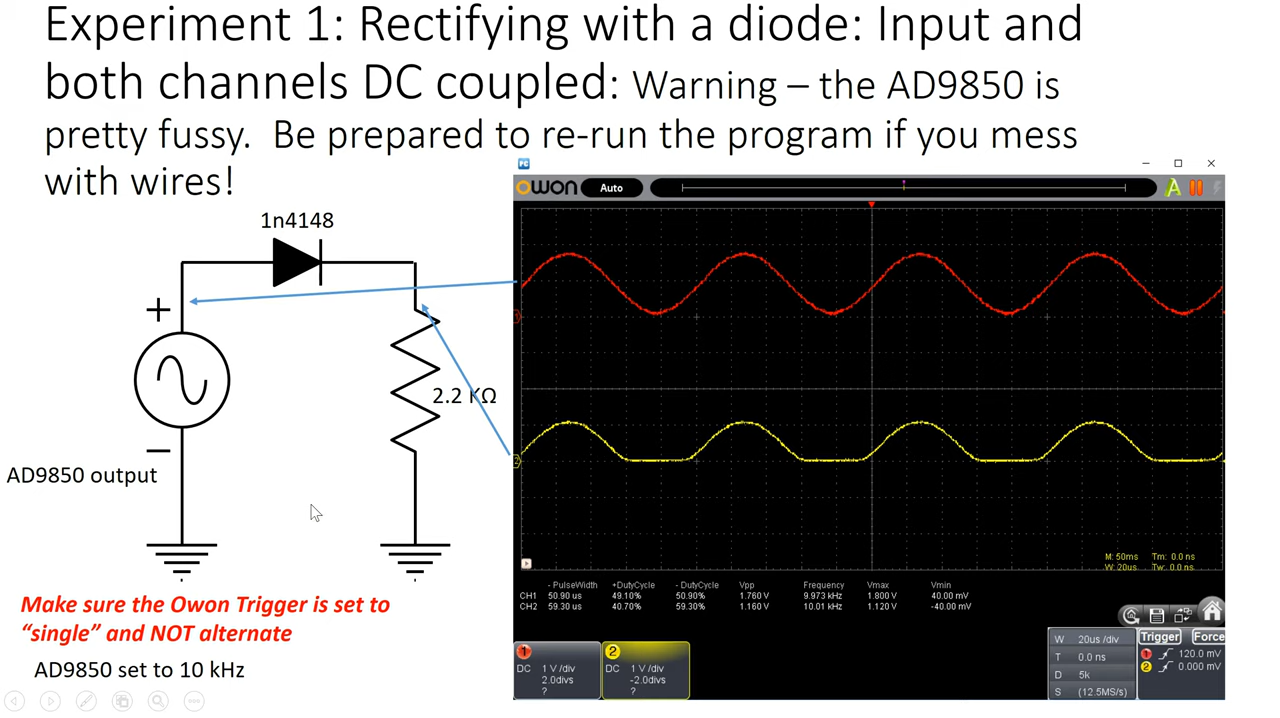 Experiment 1: Rectifying with a diode: Input and
both channels DC coupled: Warning – the AD9850 is
pretty fussy. Be prepared to re-run the program if you mess
with wires!
1n4148
+
2.2 KΩ
−
AD9850 output
Make sure the Owon Trigger is set to
"single" and NOT alternate
AD9850 set to 10 kHz
PC
OWON Auto
A
1
2
M: 50ms Tm: 0.0 ns
W: 20us Tw: 0.0 ns
- PulseWidth +DutyCycle - DutyCycle Vpp Frequency Vmax Vmin
CH1 50.90 us 49.10% 50.90% 1.760 V 9.973 kHz 1.800 V 40.00 mV
CH2 59.30 us 40.70% 59.30% 1.160 V 10.01 kHz 1.120 V -40.00 mV
1
DC 1 V /div
2.0divs
?
2
DC 1 V /div
-2.0divs
?
W 20us /div
T 0.0 ns
D 5k
S (12.5MS/s)
Trigger Force
1 120.0 mV
2 0.000 mV